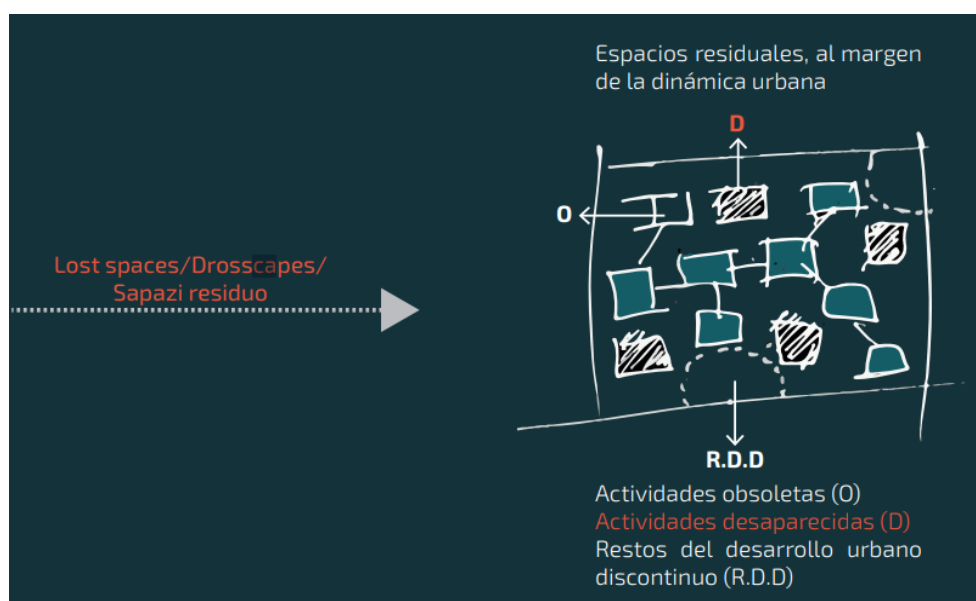 Espacios residuales, al margen
de la dinámica urbana
D
O
Lost spaces/Drosscapes/
Sapazi residuo
R.D.D
Actividades obsoletas (O)
Actividades desaparecidas (D)
Restos del desarrollo urbano
discontinuo (R.D.D)